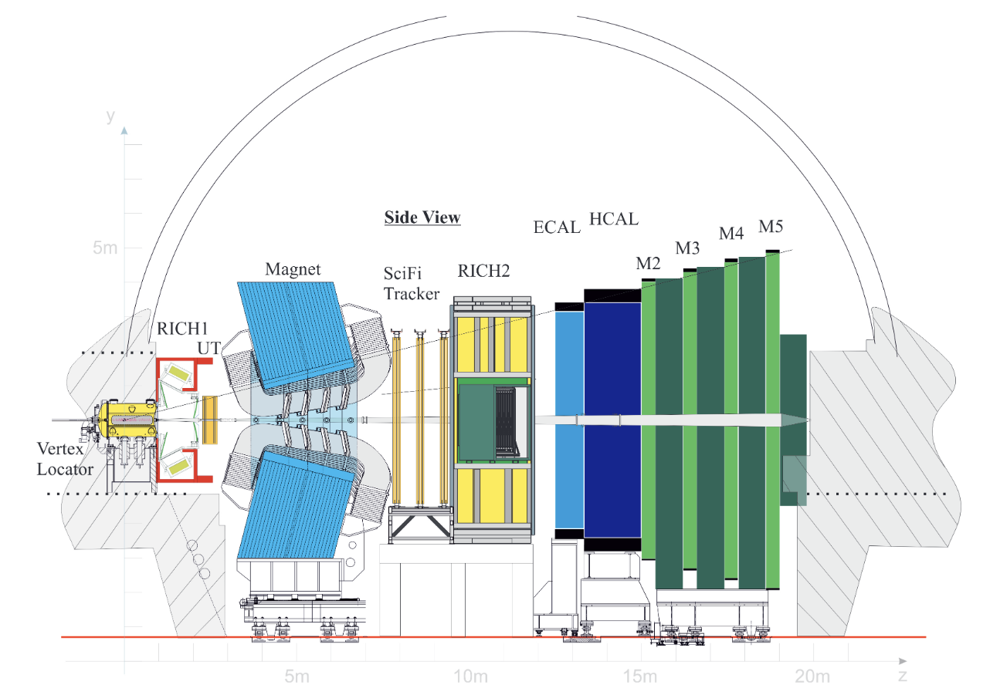 y
5m
Side View
ECAL
HCAL
M2
M3
M4
M5
Magnet
SciFi
Tracker
RICH2
RICH1
UT
Vertex
Locator
5m
10m
15m
20m
z